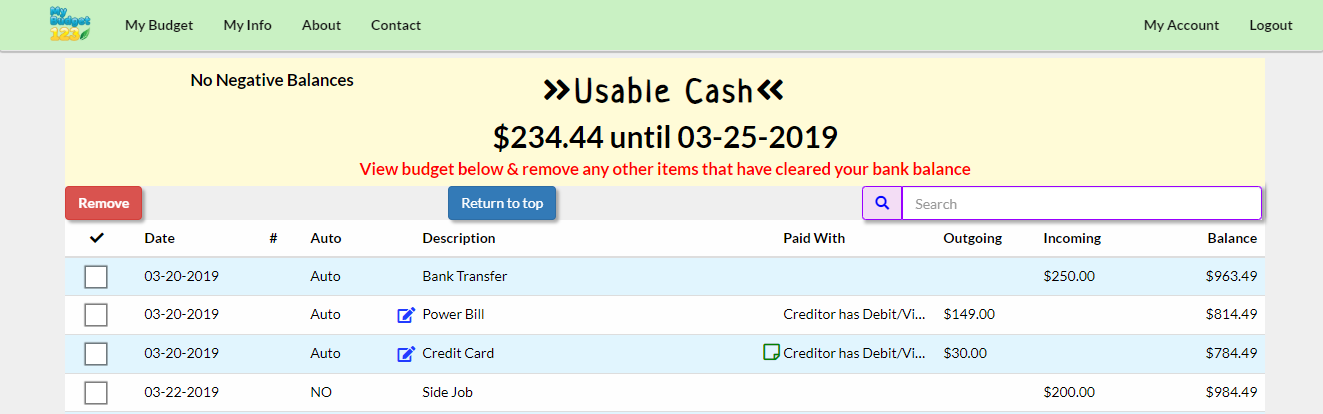 My Budget 123
My Budget My Info About Contact My Account Logout
No Negative Balances
»Usable Cash«
$234.44 until 03-25-2019
View budget below & remove any other items that have cleared your bank balance
Remove Return to top Search
Date # Auto Description Paid With Outgoing Incoming Balance
03-20-2019 Auto Bank Transfer $250.00 $963.49
03-20-2019 Auto Power Bill Creditor has Debit/Vi... $149.00 $814.49
03-20-2019 Auto Credit Card Creditor has Debit/Vi... $30.00 $784.49
03-22-2019 NO Side Job $200.00 $984.49